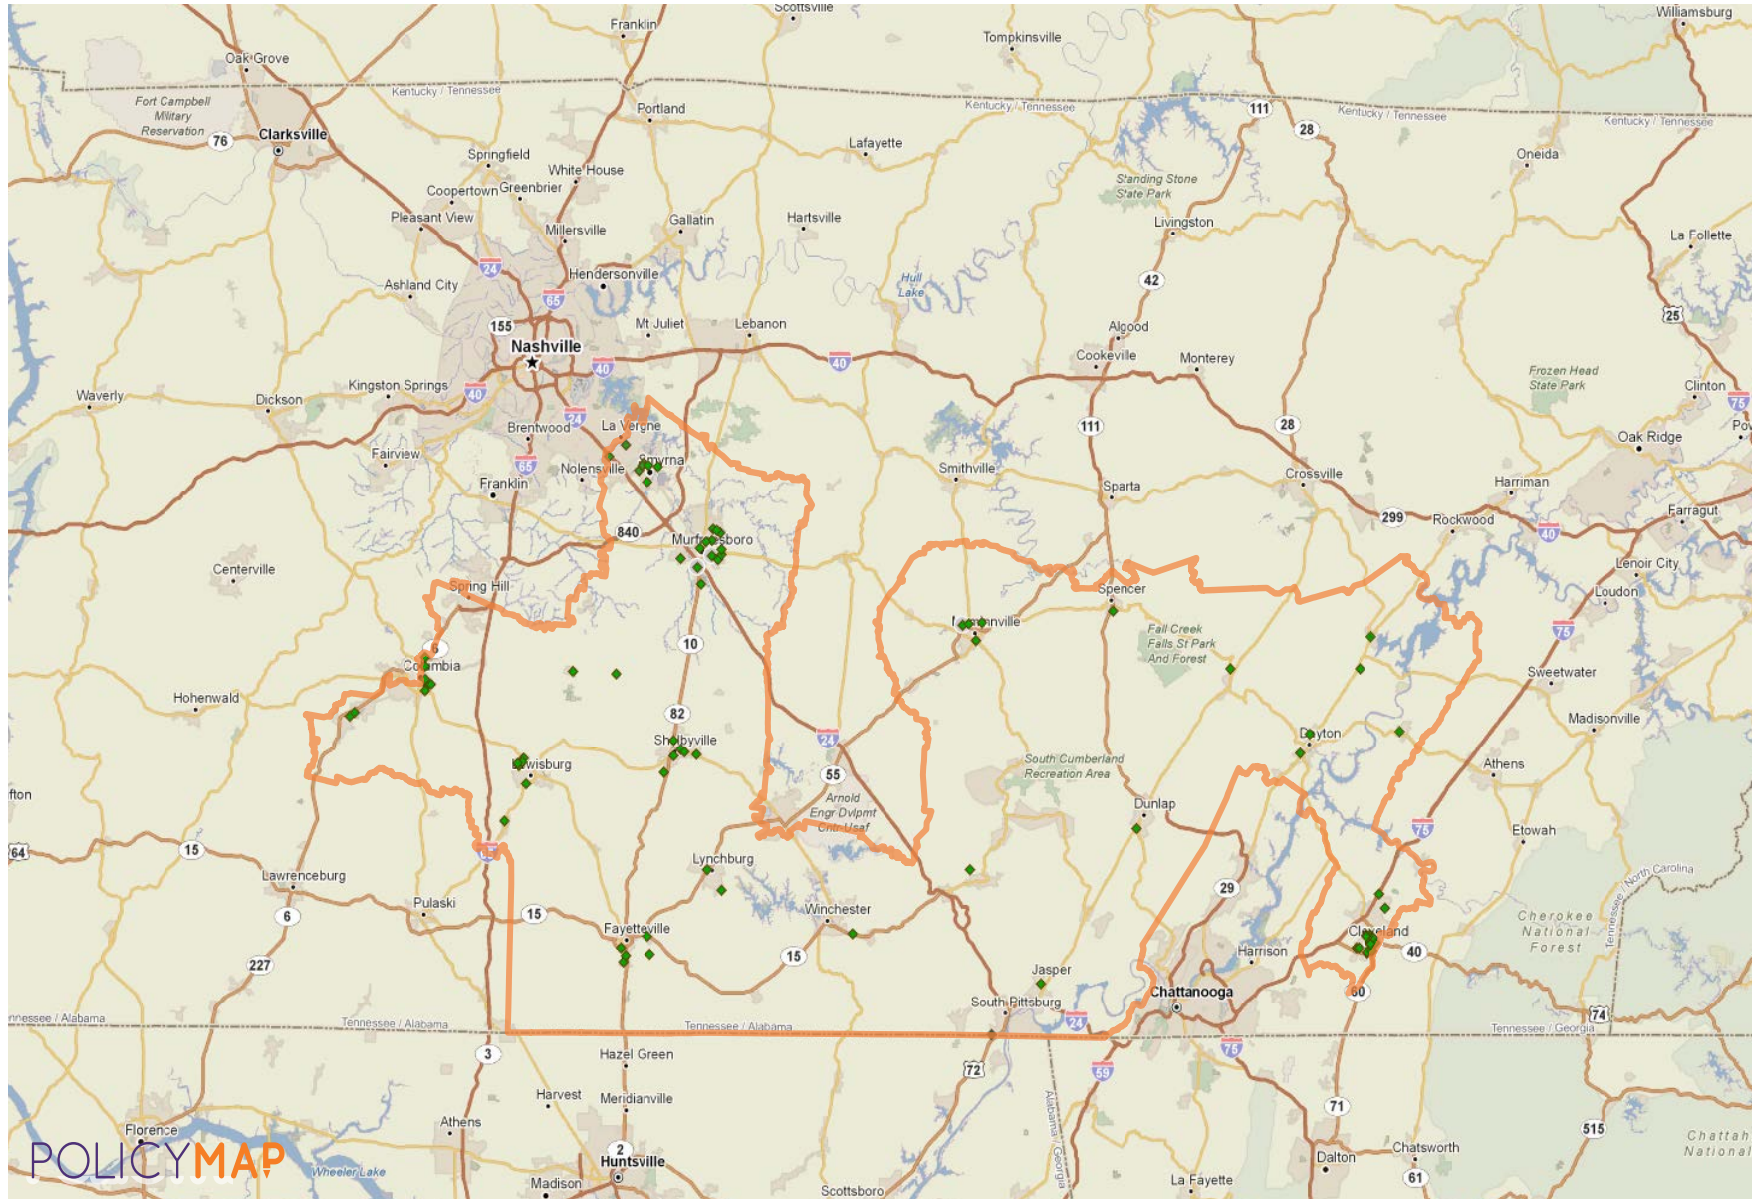 Scottsville
Williamsburg
Franklin
Tompkinsville
Oak Grove
Kentucky / Tennessee
Fort Campbell
Military
Reservation
Portland
Kentucky / Tennessee
111
Kentucky / Tennessee
Kentucky / Tennessee
76
Clarksville
28
Lafayette
Springfield
Oneida
White House
Coopertown
Greenbrier
Standing Stone
State Park
Pleasant View
Gallatin
Hartsville
Livingston
Millersville
La Follette
24
Hendersonville
Hull
Lake
42
Ashland City
65
25
155
Mt Juliet
Lebanon
Algood
Nashville
Cookeville
Monterey
40
40
Frozen Head
State Park
Kingston Springs
40
Clinton
Waverly
Dickson
75
24
Brentwood
La Vergne
111
28
Oak Ridge
Fairview
65
Nolensville
Smyrna
Smithville
Crossville
Franklin
Sparta
Harriman
Farragut
840
299
Rockwood
40
Murfreesboro
Centerville
Lenoir City
Spring Hill
Spencer
Loudon
Fall Creek
Falls St Park
And Forest
75
6
10
Columbia
Sweetwater
Hohenwald
82
Madisonville
Shelbyville
24
Dayton
Lewisburg
55
South Cumberland
Recreation Area
Athens
fton
Arnold
Engr Dvlpmt
Cntr Usaf
Dunlap
75
Etowah
64
15
65
Lynchburg
Lawrenceburg
29
Tennessee / North Carolina
Pulaski
15
Winchester
6
Fayetteville
Cherokee
National
Forest
Cleveland
Harrison
40
15
227
Jasper
Chattanooga
60
South Pittsburg
nnessee / Alabama
Tennessee / Alabama
Tennessee / Alabama
24
74
Tennessee / Georgia
3
Hazel Green
75
72
59
Harvest
Meridianville
Alabama / Georgia
71
Athens
515
Florence
Chattah
National
POLICYMAP
2
Huntsville
Wheeler Lake
Dalton
Chatsworth
61
Madison
Scottsboro
La Fayette